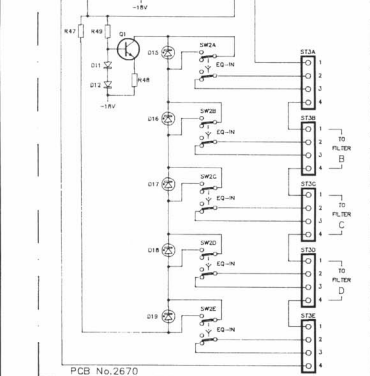 -18V
R47
R49
Q1
D11
D12
R48
-18V
D15
SW2A
EQ-IN
ST3A
1
2
3
4
D16
SW2B
EQ-IN
ST3B
1
2
3
4
TO
FILTER
B
D17
SW2C
EQ-IN
ST3C
1
2
3
4
TO
FILTER
C
D18
SW2D
EQ-IN
ST3D
1
2
3
4
TO
FILTER
D
D19
SW2E
EQ-IN
ST3E
1
2
3
4
PCB No.2670